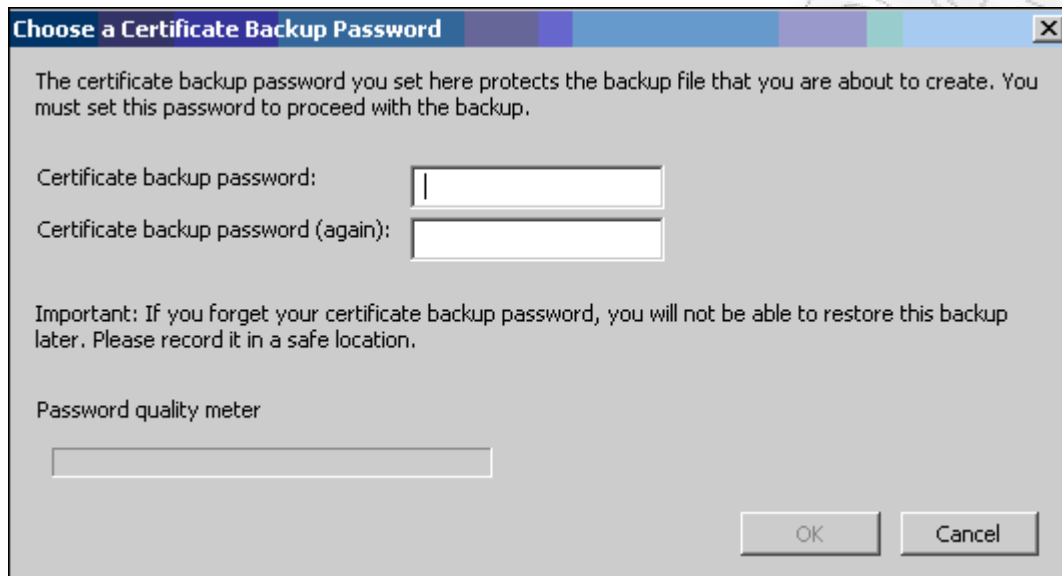 Choose a Certificate Backup Password
The certificate backup password you set here protects the backup file that you are about to create. You
must set this password to proceed with the backup.
Certificate backup password:
Certificate backup password (again):
Important: If you forget your certificate backup password, you will not be able to restore this backup
later. Please record it in a safe location.
Password quality meter
OK
Cancel